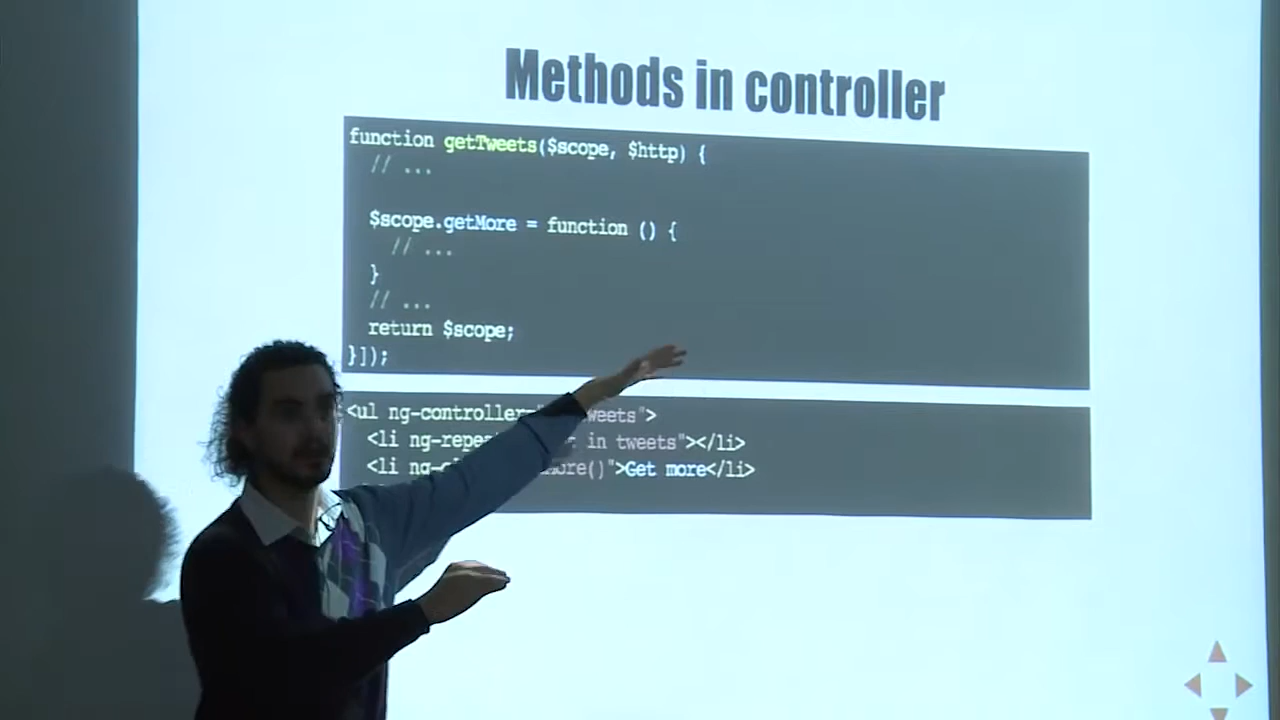 Methods in controller
function getTweets($scope, $http) {
// ...
$scope.getMore = function () {
// ...
}
// ...
return $scope;
}]);
<ul ng-controller= weets">
<li ng-repe in tweets"></li>
<li ore()">Get more</li>